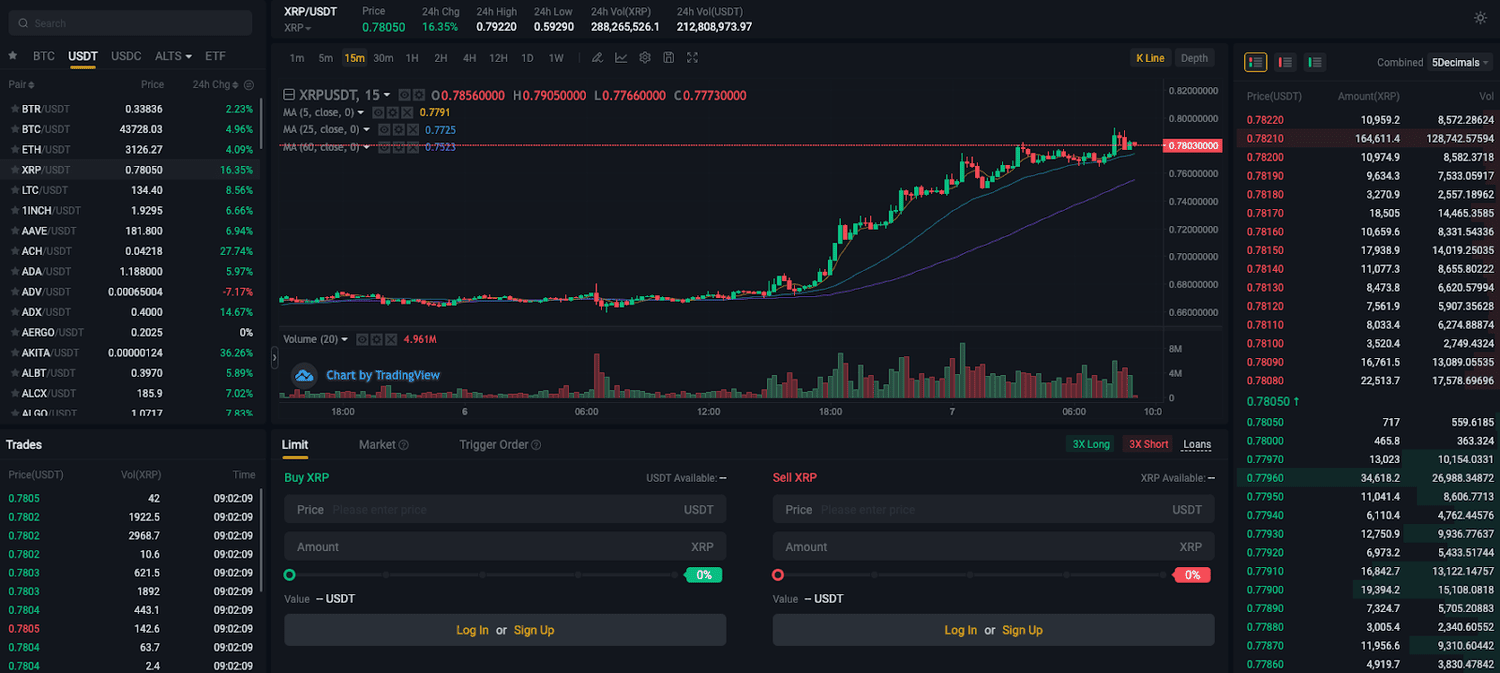 Search
BTC USDT USDC ALTS ETF
Pair Price 24h Chg
BTR/USDT 0.33836 2.23%
BTC/USDT 43728.03 4.96%
ETH/USDT 3126.27 4.09%
XRP/USDT 0.78050 16.35%
LTC/USDT 134.40 8.56%
1INCH/USDT 1.9295 6.66%
AAVE/USDT 181.800 6.94%
ACH/USDT 0.04218 27.74%
ADA/USDT 1.188000 5.97%
ADV/USDT 0.00065004 -7.17%
ADX/USDT 0.4000 14.67%
AERGO/USDT 0.2025 0%
AKITA/USDT 0.00000124 36.26%
ALBT/USDT 0.3970 5.89%
ALCX/USDT 185.9 7.02%
ALGO/USDT 1.0717 7.83%
Trades
Price(USDT) Vol(XRP) Time
0.7805 42 09:02:09
0.7802 1922.5 09:02:09
0.7802 2968.7 09:02:09
0.7802 10.6 09:02:09
0.7803 621.5 09:02:09
0.7803 1892 09:02:09
0.7804 443.1 09:02:09
0.7805 142.6 09:02:09
0.7804 63.7 09:02:09
0.7804 2.4 09:02:09
XRP/USDT Price 24h Chg 24h High 24h Low 24h Vol(XRP) 24h Vol(USDT)
XRP 0.78050 16.35% 0.79220 0.59290 288,265,526.1 212,808,973.97
1m 5m 15m 30m 1H 2H 4H 12H 1D 1W K Line Depth
XRPUSDT, 15 O0.78560000 H0.79050000 L0.77660000 C0.77730000
MA (5, close, 0) 0.7791
MA (25, close, 0) 0.7725
MA (60, close, 0) 0.7523
0.82000000
0.80000000
0.78030000
0.76000000
0.74000000
0.72000000
0.70000000
0.68000000
0.66000000
Volume (20) 4.961M
8M
4M
0
Chart by TradingView
18:00 6 06:00 12:00 18:00 7 06:00 10:0
Limit Market Trigger Order 3X Long 3X Short Loans
Buy XRP USDT Available: --
Price Please enter price USDT
Amount XRP
0%
Value -- USDT
Log In or Sign Up
Sell XRP XRP Available: --
Price Please enter price USDT
Amount XRP
0%
Value -- USDT
Log In or Sign Up
Combined 5Decimals
Price(USDT) Amount(XRP) Vol
0.78220 10,959.2 8,572.28624
0.78210 164,611.4 128,742.57594
0.78200 10,974.9 8,582.3718
0.78190 9,634.3 7,533.05917
0.78180 3,270.9 2,557.18962
0.78170 18,505 14,465.3585
0.78160 10,659.6 8,331.54336
0.78150 17,938.9 14,019.25035
0.78140 11,077.3 8,655.80222
0.78130 8,473.8 6,620.57994
0.78120 7,561.9 5,907.35628
0.78110 8,033.4 6,274.88874
0.78100 3,520.4 2,749.4324
0.78090 16,761.5 13,089.05535
0.78080 22,513.7 17,578.69696
0.78050 ↑
0.78050 717 559.6185
0.78000 465.8 363.324
0.77970 13,023 10,154.0331
0.77960 34,618.2 26,988.34872
0.77950 11,041.4 8,606.7713
0.77940 6,110.4 4,762.44576
0.77930 12,750.9 9,936.77637
0.77920 6,973.2 5,433.51744
0.77910 16,842.7 13,122.14757
0.77900 19,394.2 15,108.0818
0.77890 7,324.7 5,705.20883
0.77880 3,005.4 2,340.60552
0.77870 11,956.6 9,310.60442
0.77860 4,919.7 3,830.47842